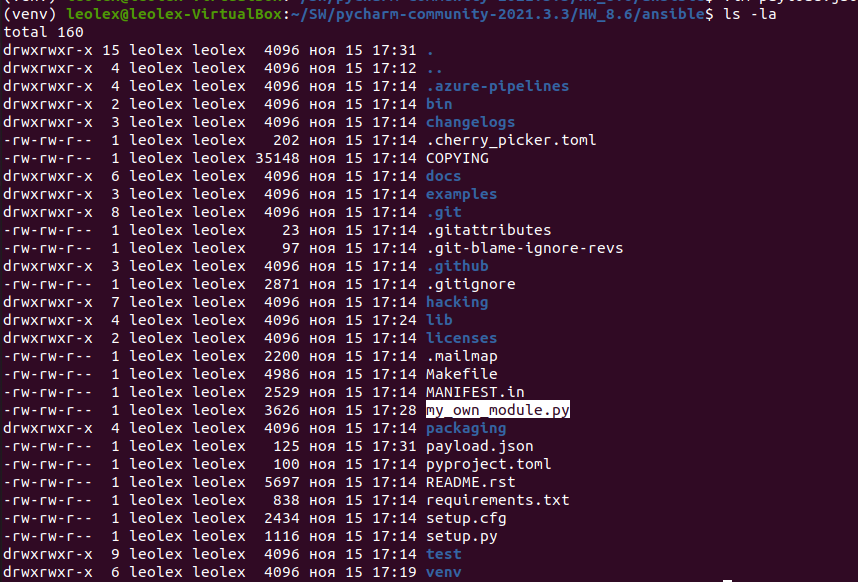 (venv) leolex@leolex-VirtualBox:~/SW/pycharm-community-2021.3.3/HW_8.6/ansible$ ls -la
total 160
drwxrwxr-x 15 leolex leolex  4096 ноя 15 17:31 .
drwxrwxr-x  4 leolex leolex  4096 ноя 15 17:12 ..
drwxrwxr-x  4 leolex leolex  4096 ноя 15 17:14 .azure-pipelines
drwxrwxr-x  2 leolex leolex  4096 ноя 15 17:14 bin
drwxrwxr-x  3 leolex leolex  4096 ноя 15 17:14 changelogs
-rw-rw-r--  1 leolex leolex   202 ноя 15 17:14 .cherry_picker.toml
-rw-rw-r--  1 leolex leolex 35148 ноя 15 17:14 COPYING
drwxrwxr-x  6 leolex leolex  4096 ноя 15 17:14 docs
drwxrwxr-x  3 leolex leolex  4096 ноя 15 17:14 examples
drwxrwxr-x  8 leolex leolex  4096 ноя 15 17:14 .git
-rw-rw-r--  1 leolex leolex    23 ноя 15 17:14 .gitattributes
-rw-rw-r--  1 leolex leolex    97 ноя 15 17:14 .git-blame-ignore-revs
drwxrwxr-x  3 leolex leolex  4096 ноя 15 17:14 .github
-rw-rw-r--  1 leolex leolex  2871 ноя 15 17:14 .gitignore
drwxrwxr-x  7 leolex leolex  4096 ноя 15 17:14 hacking
drwxrwxr-x  4 leolex leolex  4096 ноя 15 17:24 lib
drwxrwxr-x  2 leolex leolex  4096 ноя 15 17:14 licenses
-rw-rw-r--  1 leolex leolex  2200 ноя 15 17:14 .mailmap
-rw-rw-r--  1 leolex leolex  4986 ноя 15 17:14 Makefile
-rw-rw-r--  1 leolex leolex  2529 ноя 15 17:14 MANIFEST.in
-rw-rw-r--  1 leolex leolex  3626 ноя 15 17:28 my_own_module.py
drwxrwxr-x  4 leolex leolex  4096 ноя 15 17:14 packaging
-rw-rw-r--  1 leolex leolex   125 ноя 15 17:31 payload.json
-rw-rw-r--  1 leolex leolex   100 ноя 15 17:14 pyproject.toml
-rw-rw-r--  1 leolex leolex  5697 ноя 15 17:14 README.rst
-rw-rw-r--  1 leolex leolex   838 ноя 15 17:14 requirements.txt
-rw-rw-r--  1 leolex leolex  2434 ноя 15 17:14 setup.cfg
-rw-rw-r--  1 leolex leolex  1116 ноя 15 17:14 setup.py
drwxrwxr-x  9 leolex leolex  4096 ноя 15 17:14 test
drwxrwxr-x  6 leolex leolex  4096 ноя 15 17:19 venv